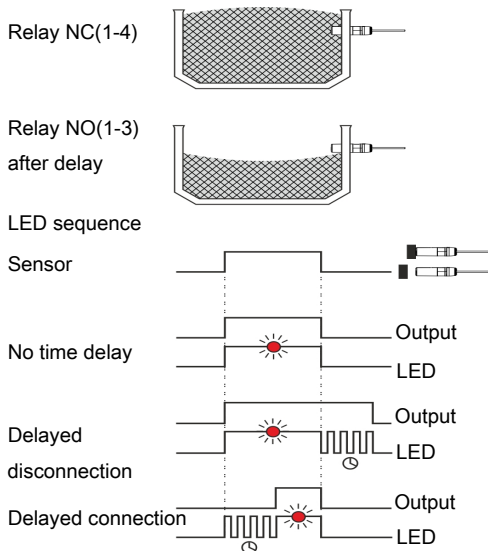 Relay NC(1-4)
Relay NO(1-3)
after delay
LED sequence
Sensor
No time delay
Output
LED
Delayed
disconnection
Output
LED
Delayed connection
Output
LED